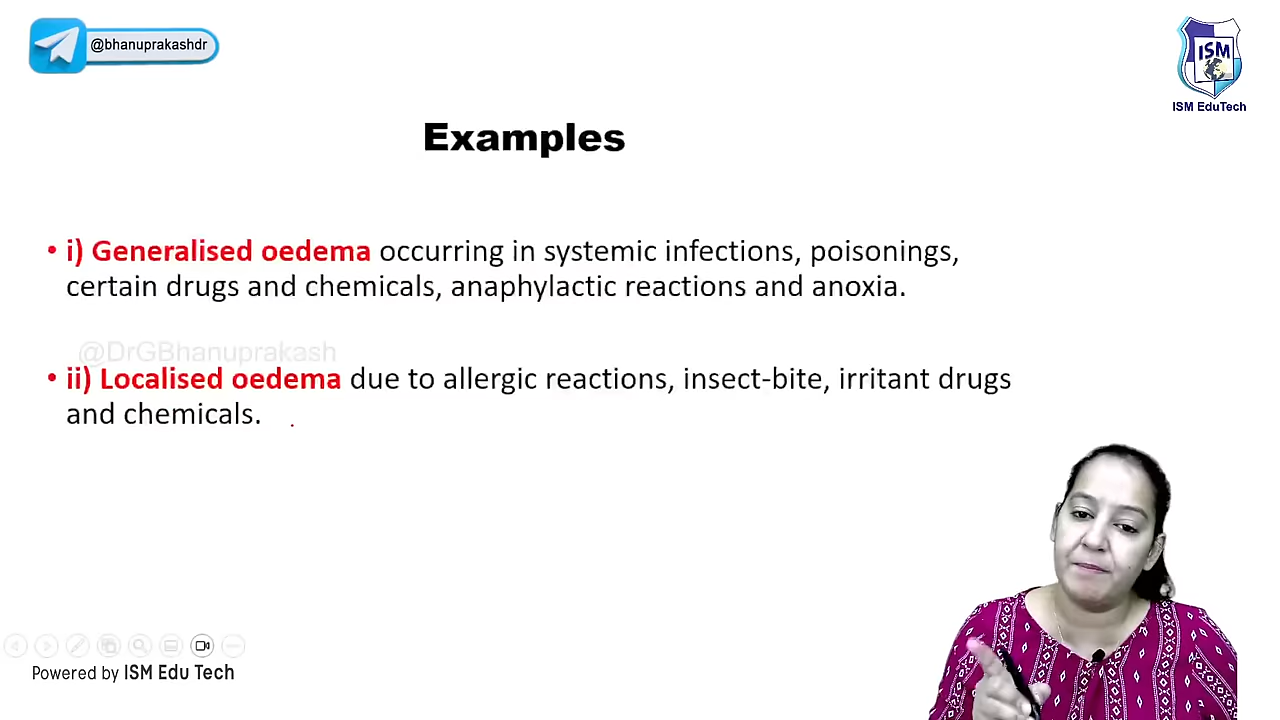 @bhanuprakashdr
ISM
ISM EduTech
Examples
• i) Generalised oedema occurring in systemic infections, poisonings,
certain drugs and chemicals, anaphylactic reactions and anoxia.
@DrGBhanuprakash
• ii) Localised oedema due to allergic reactions, insect-bite, irritant drugs
and chemicals.
Powered by ISM Edu Tech